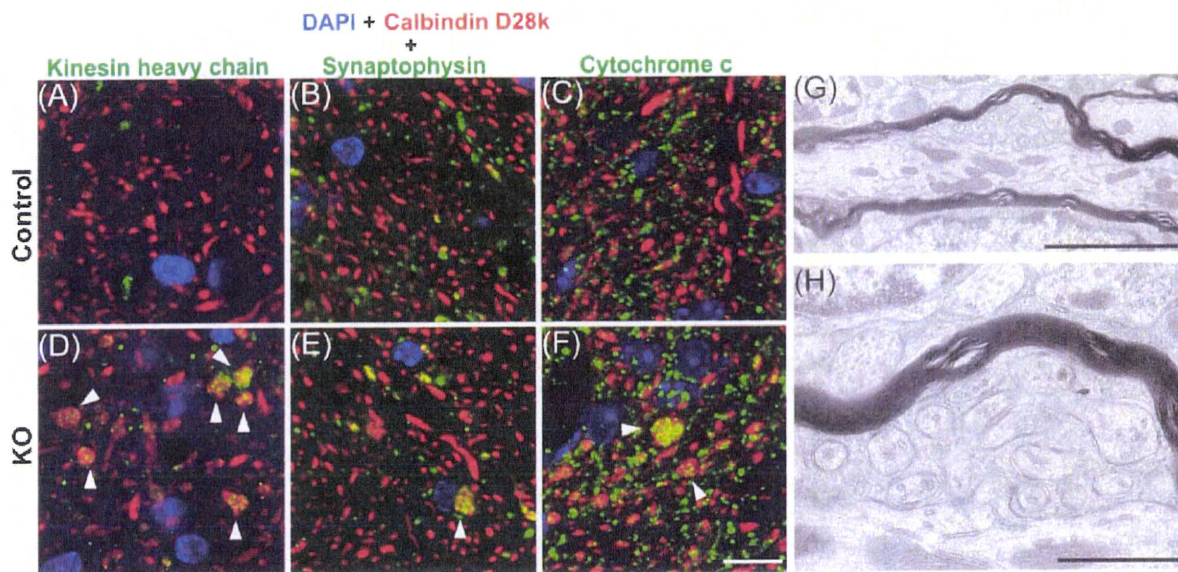 DAPI + Calbindin D28k
+
Kinesin heavy chain Synaptophysin Cytochrome c
(A) (B) (C) (G)
Control
(H)
(D) (E) (F)
KO